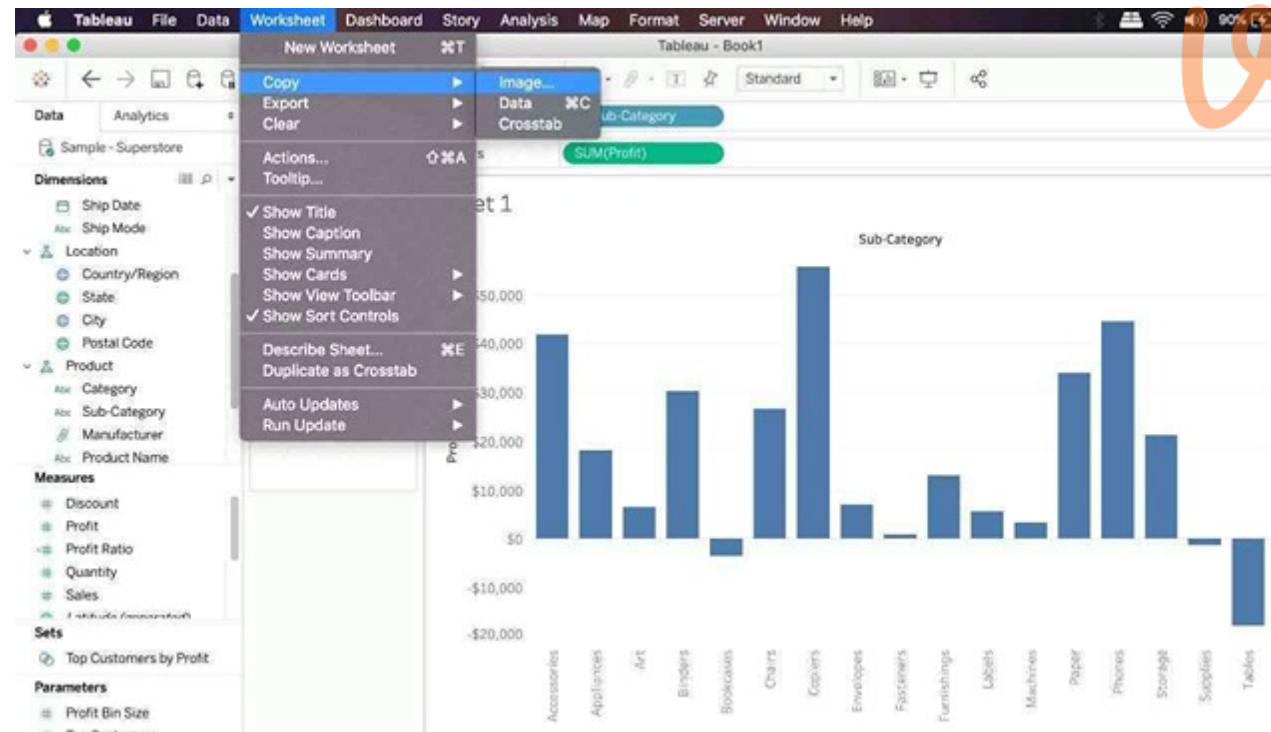 Tableau File Data Worksheet Dashboard Story Analysis Map Format Server Window Help 90%
Tableau - Book1
New Worksheet ⌘T
Copy
Export
Clear
Actions... ⇧⌘A
Tooltip...
✓ Show Title
Show Caption
Show Summary
Show Cards
Show View Toolbar
✓ Show Sort Controls
Describe Sheet... ⌘E
Duplicate as Crosstab
Auto Updates
Run Update
Image...
Data ⌘C
Crosstab
Standard
Data Analytics
Sample - Superstore
Dimensions
Ship Date
Abc Ship Mode
Location
Country/Region
State
City
Postal Code
Product
Abc Category
Abc Sub-Category
Manufacturer
Abc Product Name
Measures
Discount
Profit
Profit Ratio
Quantity
Sales
Sets
Top Customers by Profit
Parameters
Profit Bin Size
ub-Category
SUM(Profit)
et 1
Sub-Category
$50,000
$40,000
$30,000
$20,000
$10,000
$0
-$10,000
-$20,000
Pro
Accessories
Appliances
Art
Binders
Bookcases
Chairs
Copiers
Envelopes
Fasteners
Furnishings
Labels
Machines
Paper
Phones
Storage
Supplies
Tables